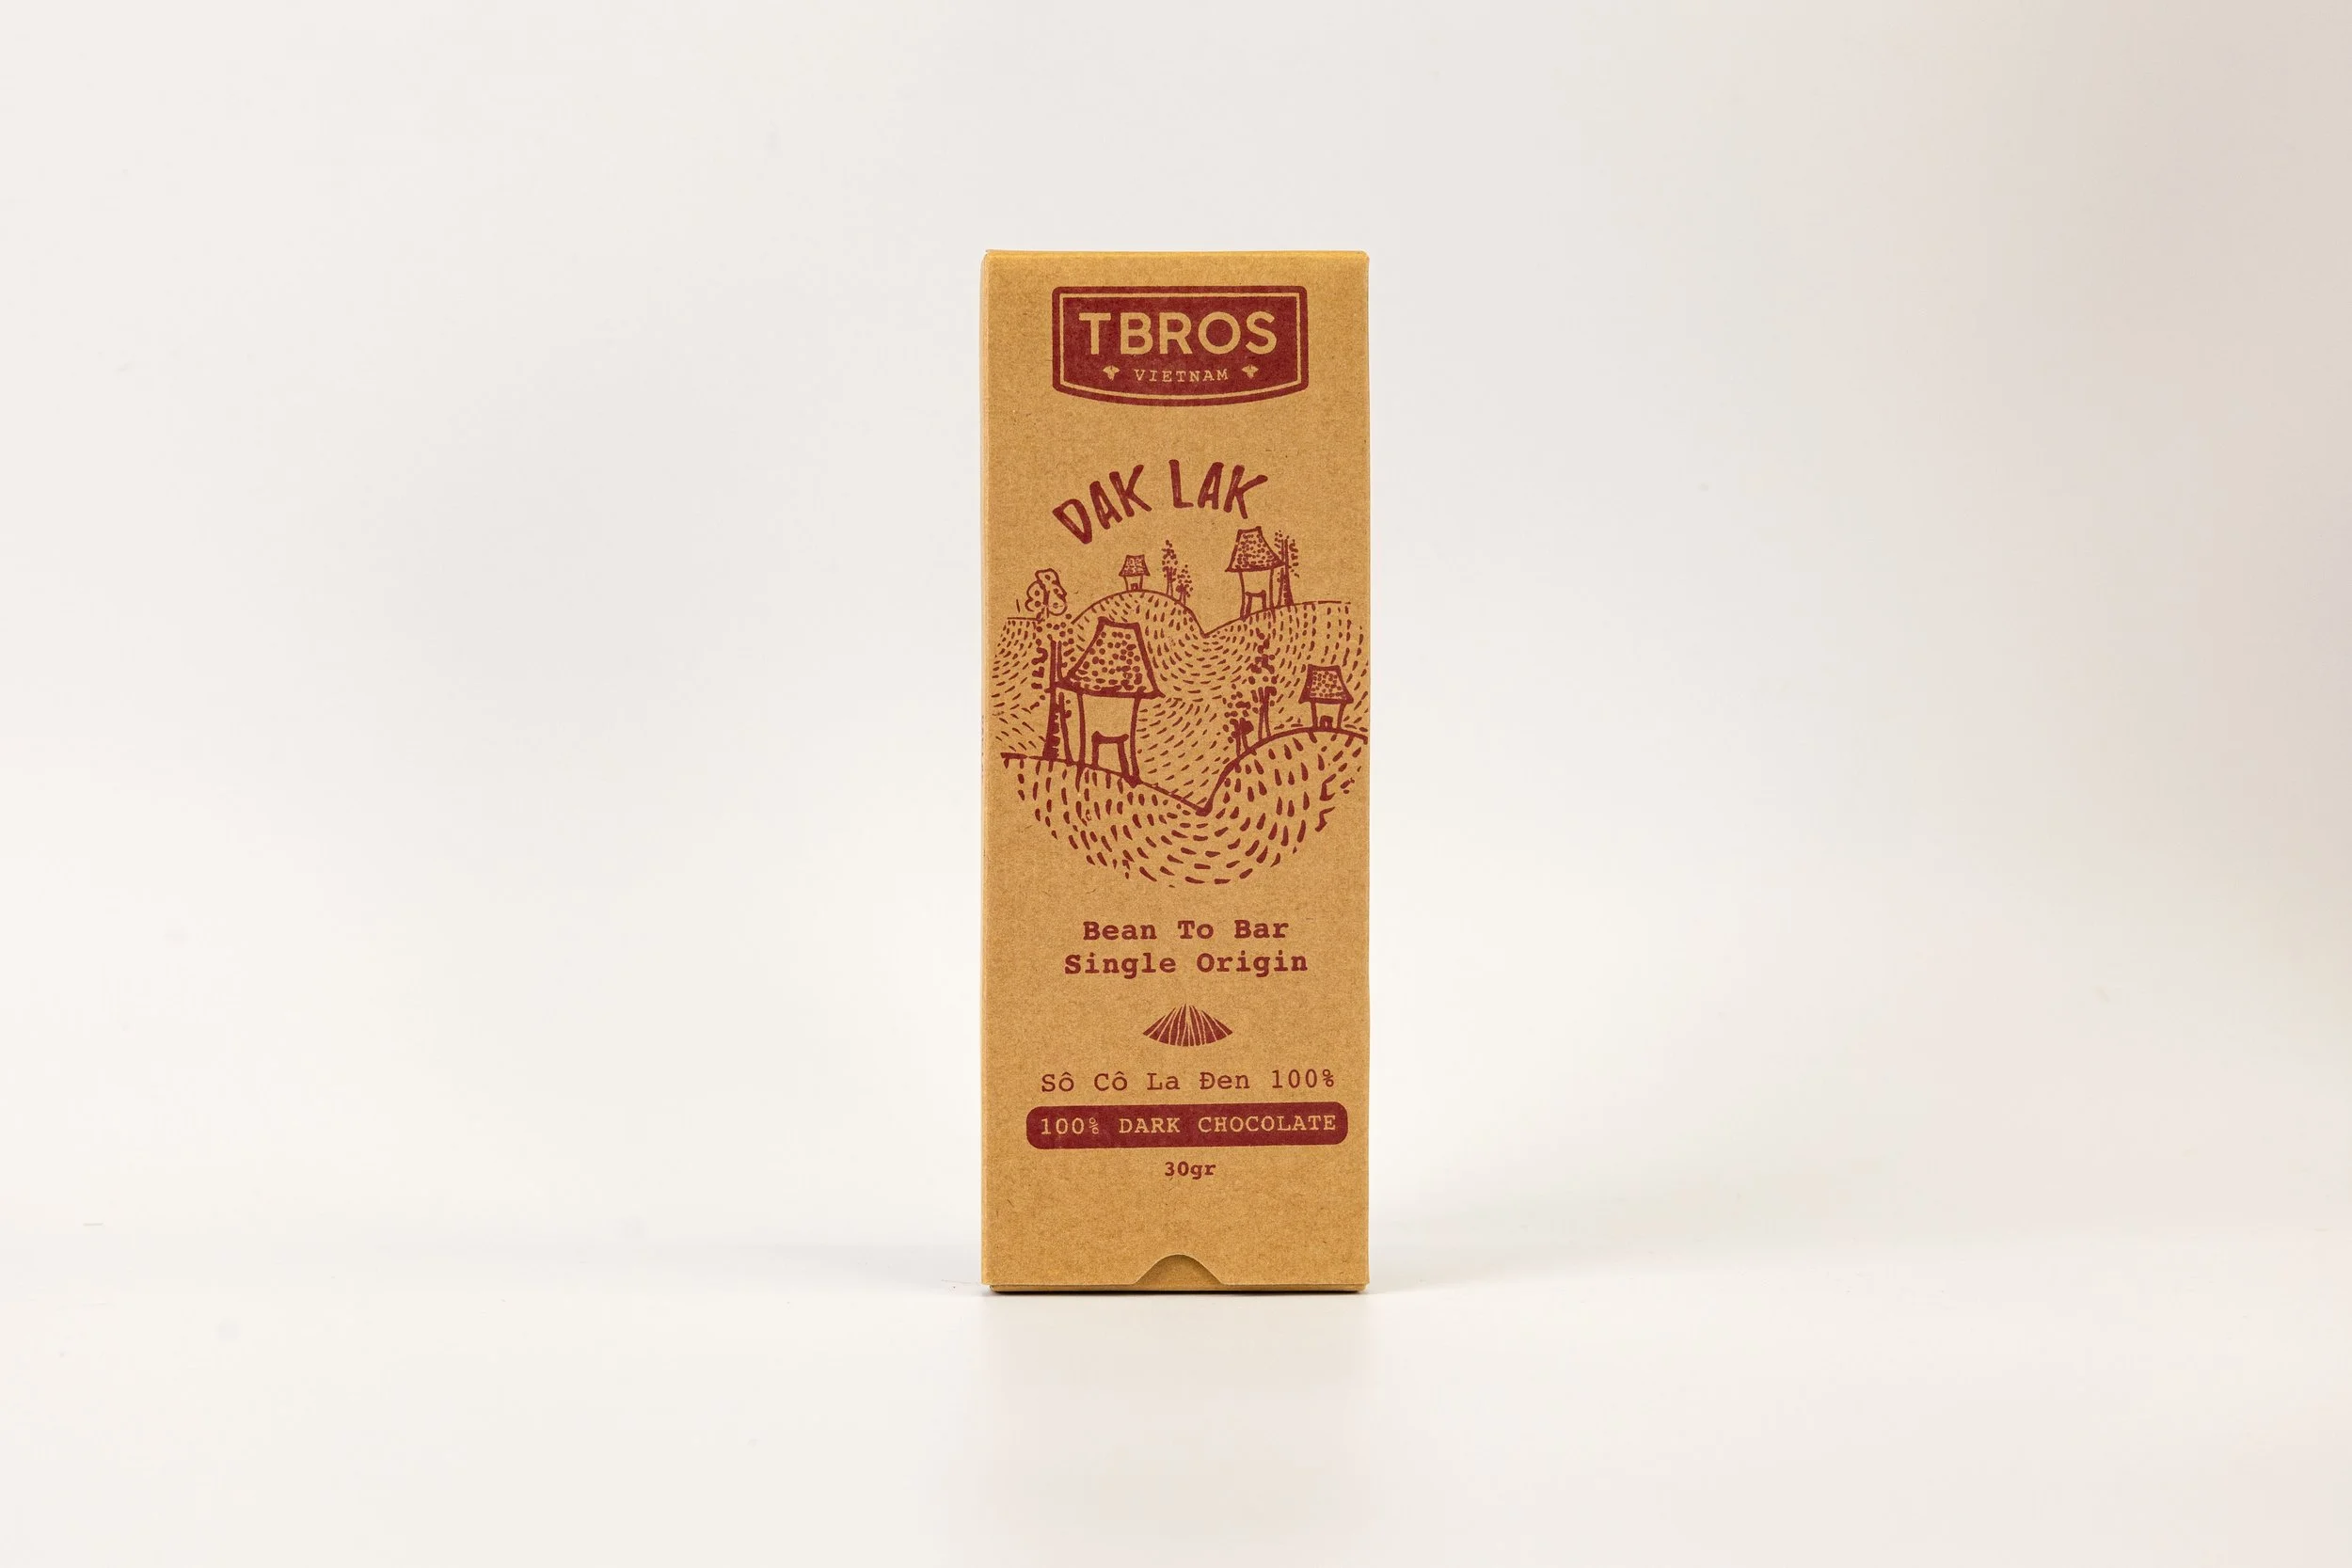 TBROS
VIETNAM
DAK LAK
Bean To Bar
Single Origin
Sô Cô La Đen 100%
100% DARK CHOCOLATE
30gr